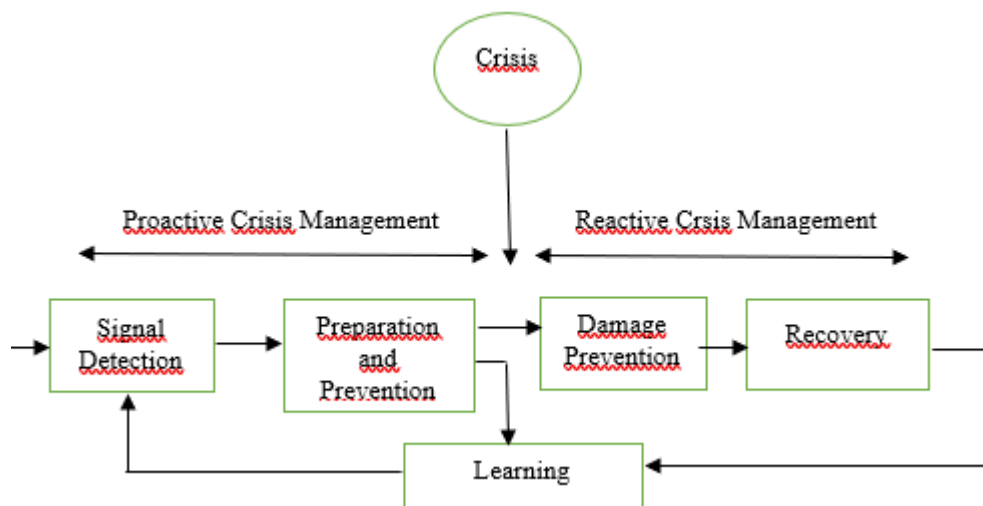 Crisis
Proactive Crisis Management
Reactive Crsis Management
Signal
Detection
Preparation
and
Prevention
Damage
Prevention
Recovery
Learning